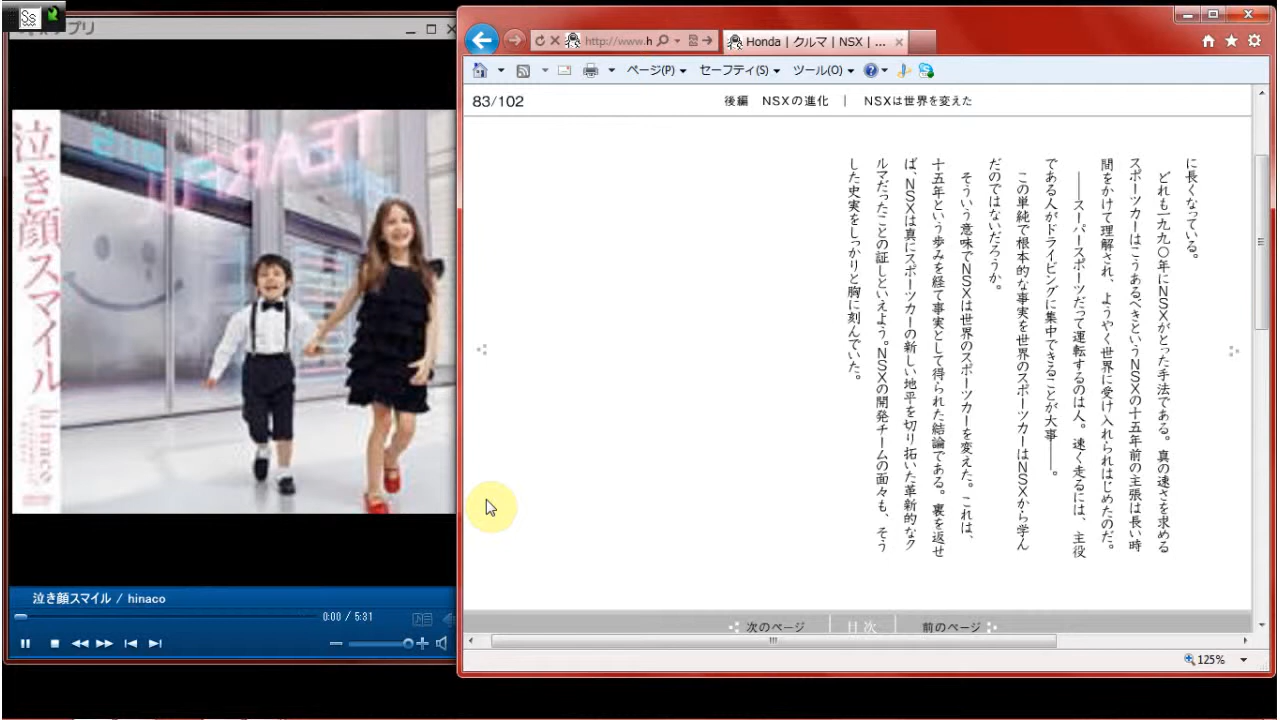 Ss
アプリ
泣き顔スマイル
hinaco
TEARS
泣き顔スマイル / hinaco
0:00 / 5:31
http://www.h
Honda | クルマ | NSX | ...
ページ(P)
セーフティ(S)
ツール(O)
83/102
後編 NSXの進化 | NSXは世界を変えた
に長くなっている。
どれも一九九〇年にNSXがとった手法である。真の速さを求める
スポーツカーはこうあるべきというNSXの十五年前の主張は長い時
間をかけて理解され、ようやく世界に受け入れられはじめたのだ。
――スーパースポーツだって運転するのは人。速く走るには、主役
である人がドライビングに集中できることが大事――。
この単純で根本的な事実を世界のスポーツカーはNSXから学ん
だのではないだろうか。
そういう意味でNSXは世界のスポーツカーを変えた。これは、
十五年という歩みを経て事実として得られた結論である。裏を返せ
ば、NSXは真にスポーツカーの新しい地平を切り拓いた革新的なク
ルマだったことの証しといえよう。NSXの開発チームの面々も、そう
した史実をしっかりと胸に刻んでいた。
次のページ
目次
前のページ
125%